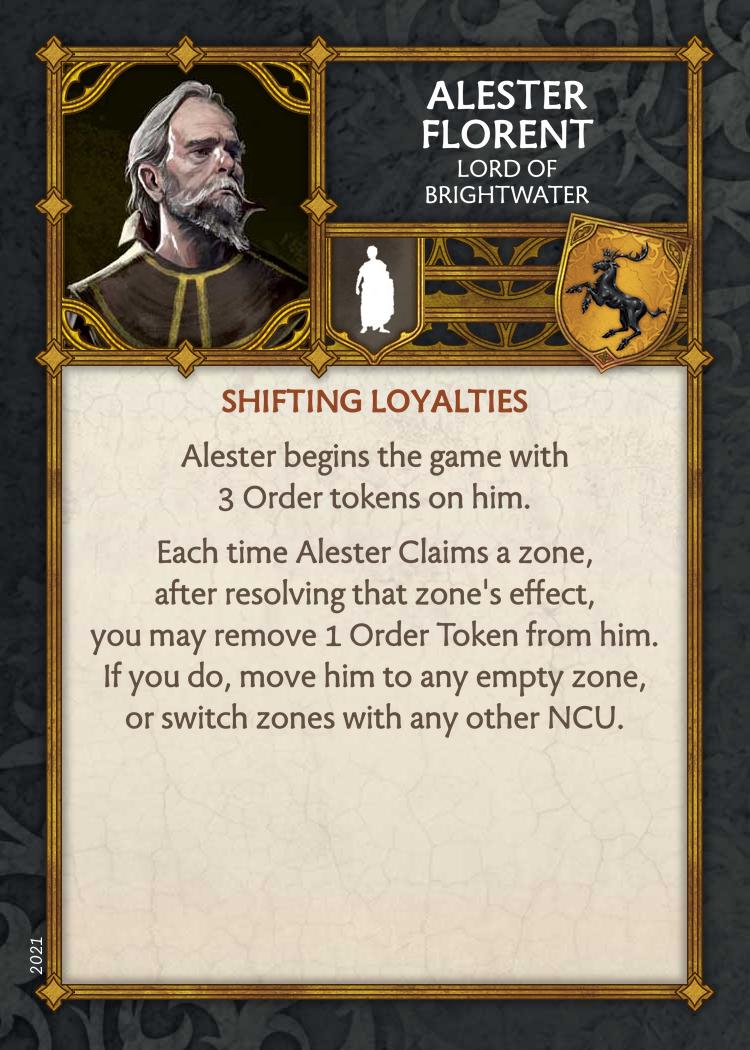 ALESTER
FLORENT
LORD OF
BRIGHTWATER
SHIFTING LOYALTIES
Alester begins the game with
3 Order tokens on him.
Each time Alester Claims a zone,
after resolving that zone's effect,
you may remove 1 Order Token from him.
If you do, move him to any empty zone,
or switch zones with any other NCU.
2021